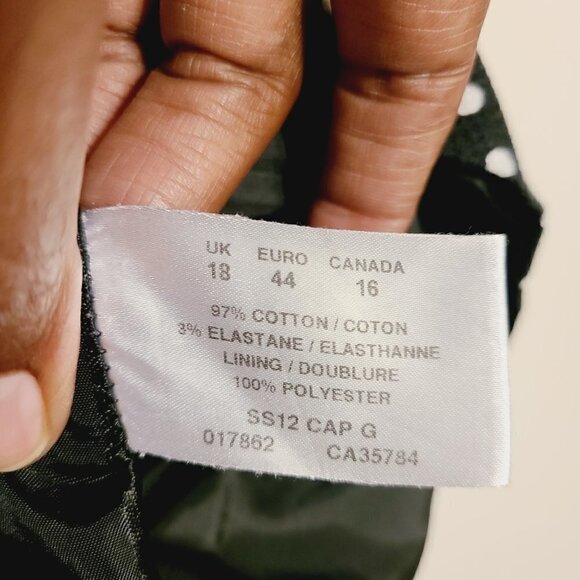 UK EURO CANADA
18 44 16
97% COTTON / COTON
3% ELASTANE / ELASTHANNE
LINING / DOUBLURE
100% POLYESTER
SS12 CAP G
017862 CA35784